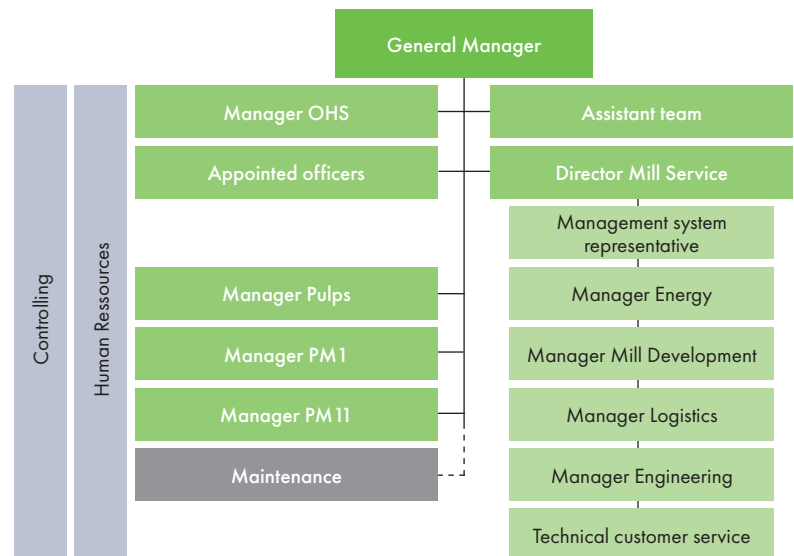 General Manager
Controlling
Human Ressources
Manager OHS
Assistant team
Appointed officers
Director Mill Service
Management system
representative
Manager Pulps
Manager Energy
Manager PM1
Manager Mill Development
Manager PM11
Manager Logistics
Maintenance
Manager Engineering
Technical customer service